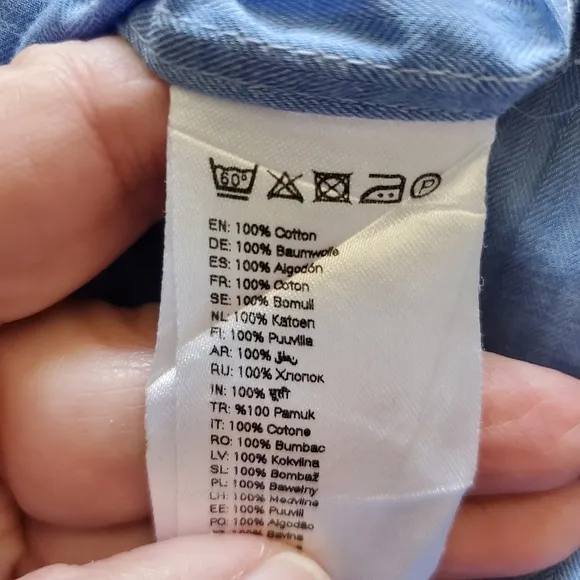 60°
P
EN: 100% Cotton
DE: 100% Baumwolle
ES: 100% Algodón
FR: 100% Coton
SE: 100% Bomull
NL: 100% Katoen
FI: 100% Puuvilla
AR: 100% قطن
RU: 100% Хлопок
IN: 100% सूती
TR: %100 Pamuk
IT: 100% Cotone
RO: 100% Bumbac
LV: 100% Kokvilna
SL: 100% Bombaž
PL: 100% Bawełny
100% Medvilnė
EE: 100% Puuvill
PO: 100% Algodão
100% Bavlna